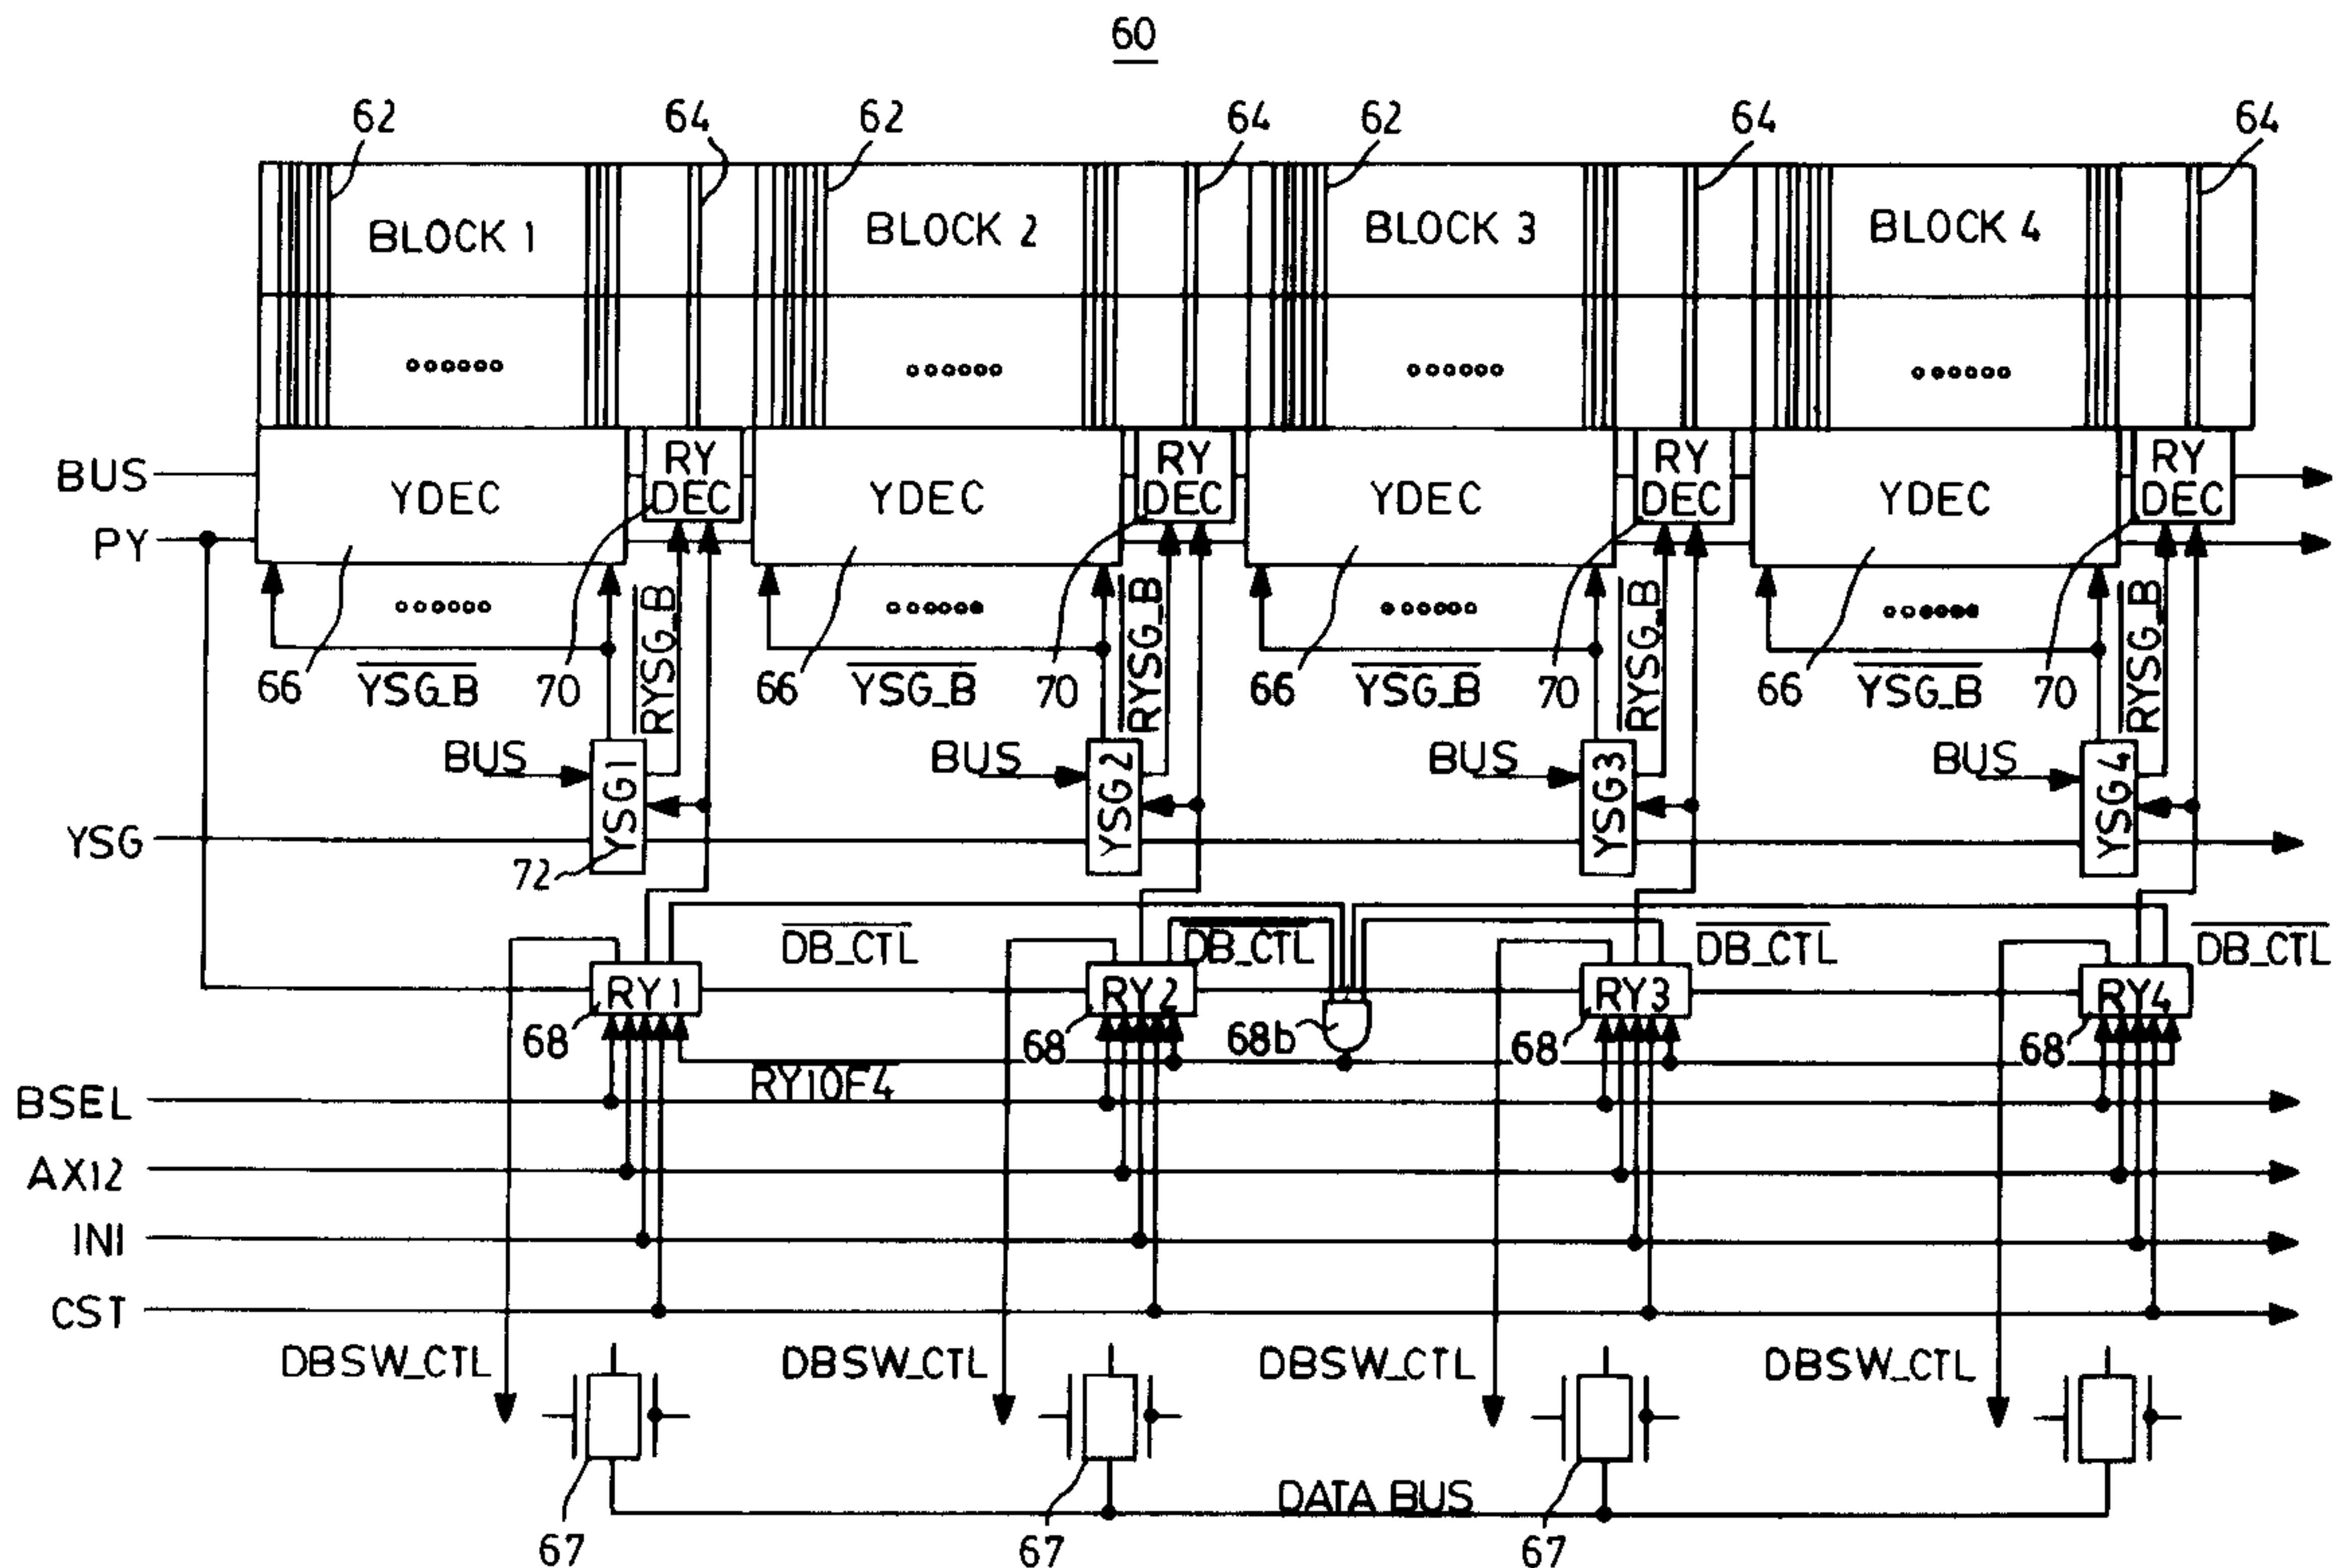 60
62 64 62 64 62 64 64
BLOCK 1 BLOCK 2 BLOCK 3 BLOCK 4
BUS YDEC RY DEC YDEC RY DEC YDEC RY DEC YDEC RY DEC
PY
66 YSG_B 70 RYSG_B 66 YSG_B 70 RYSG_B 66 YSG_B 70 RYSG_B 66 YSG_B 70 RYSG_B
BUS YSG1 BUS YSG2 BUS YSG3 BUS YSG4
YSG
72
DB_CTL DB_CTL DB_CTL DB_CTL
RY1 RY2 RY3 RY4
68 68 68b 68 68
RY1OF4
BSEL
AX12
INI
CST
DBSW_CTL DBSW_CTL DBSW_CTL DBSW_CTL
DATA BUS
67 67 67